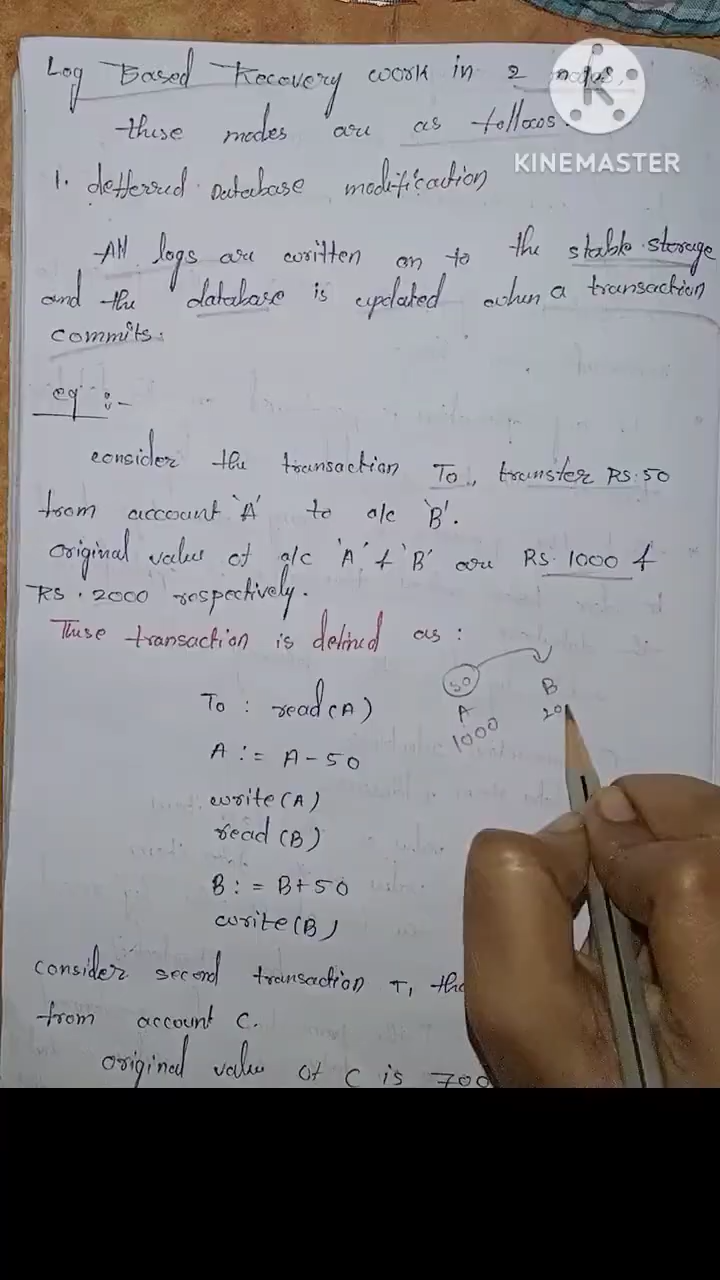 Log Based Recovery work in 2 modes,
these modes are as follows.
KINEMASTER
1. defferred Database modification
All logs are written on to the stable storage
and the database is updated when a transaction
commits.
eg :-
consider the transaction To, transfer RS.50
from account 'A' to a/c 'B'.
original value of a/c 'A' & 'B' are RS. 1000 &
RS. 2000 respectively.
These transaction is defined as :
50
To : read (A)
A
B
1000
20
A := A - 50
write (A)
read (B)
B := B + 50
write (B)
consider second transaction T1
from account C.
original value of C is 700